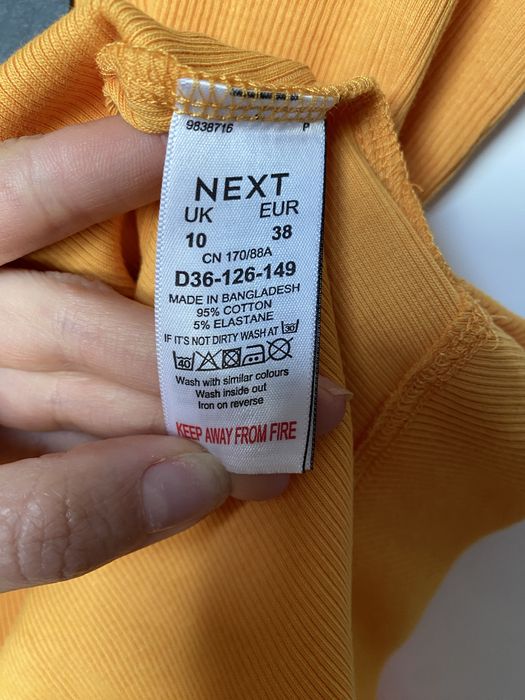 9838716 P
NEXT
UK EUR
10 38
CN 170/88A
D36-126-149
MADE IN BANGLADESH
95% COTTON
5% ELASTANE
IF IT'S NOT DIRTY WASH AT 30
40
Wash with similar colours
Wash inside out
Iron on reverse
KEEP AWAY FROM FIRE